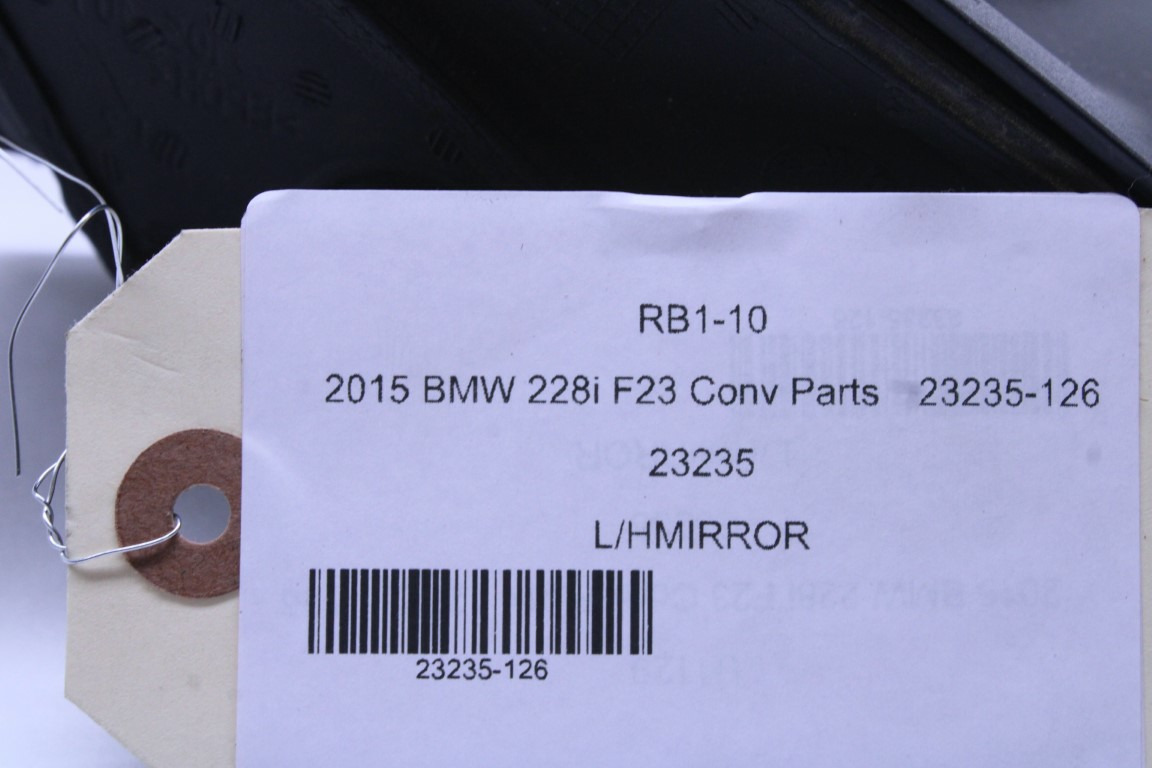 RB1-10
2015 BMW 228i F23 Conv Parts 23235-126
23235
L/HMIRROR
23235-126